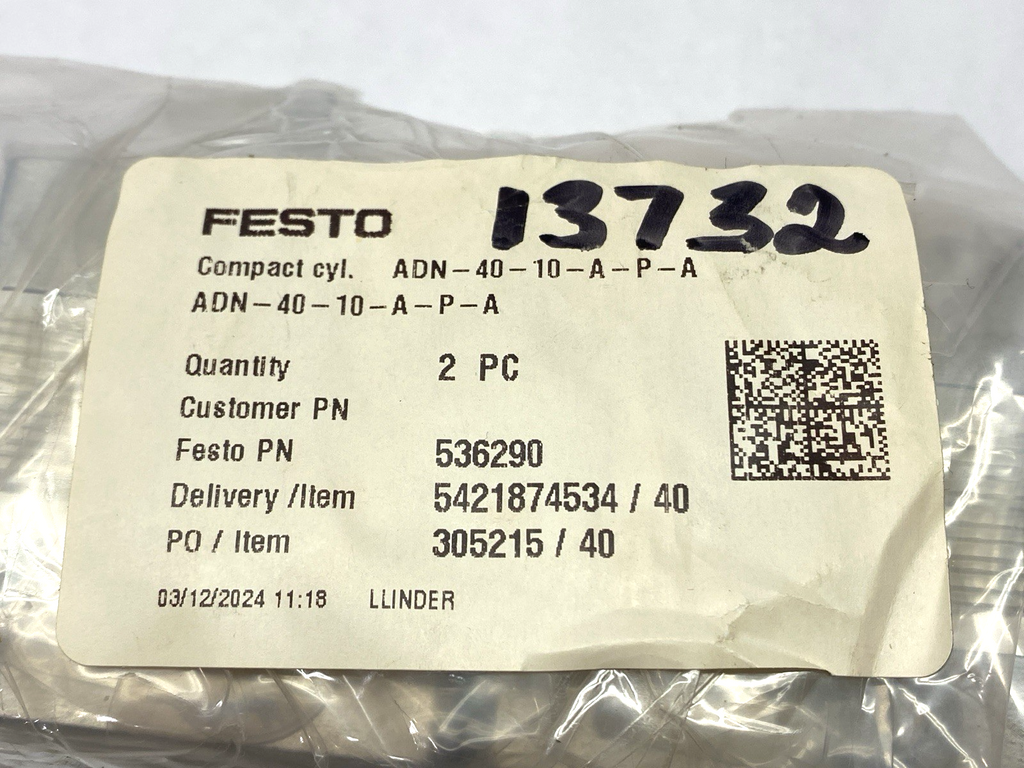 FESTO 13732
Compact cyl. ADN-40-10-A-P-A
ADN-40-10-A-P-A
Quantity 2 PC
Customer PN
Festo PN 536290
Delivery /Item 5421874534 / 40
PO / Item 305215 / 40
03/12/2024 11:18 LLINDER